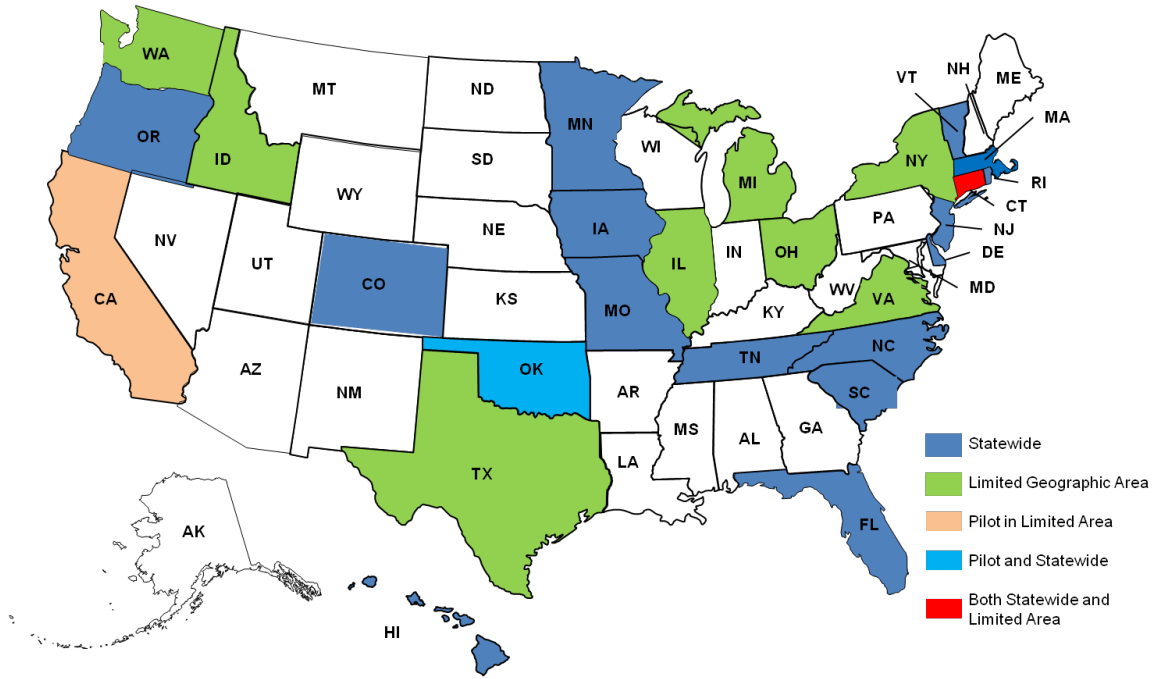 WA
MT
ND
MN
VT
NH
ME
MA
OR
ID
SD
WI
MI
NY
RI
CT
WY
NE
IA
PA
NJ
DE
NV
UT
CO
KS
IL
IN
OH
MD
CA
MO
KY
WV
VA
AZ
NM
OK
AR
TN
NC
SC
MS
AL
GA
LA
TX
FL
AK
HI
Statewide
Limited Geographic Area
Pilot in Limited Area
Pilot and Statewide
Both Statewide and
Limited Area